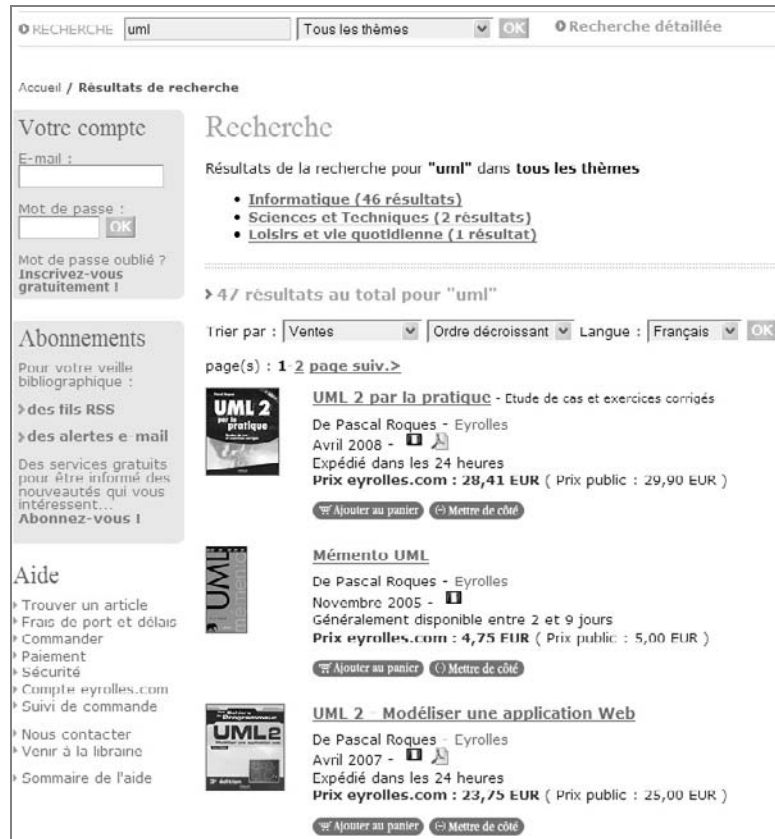 RECHERCHE uml Tous les thèmes OK Recherche détaillée
Accueil / Résultats de recherche
Votre compte
E-mail :
Mot de passe :
OK
Mot de passe oublié ?
Inscrivez-vous
gratuitement !
Abonnements
Pour votre veille
bibliographique :
des fils RSS
des alertes e-mail
Des services gratuits
pour être informé des
nouveautés qui vous
intéressent...
Abonnez-vous !
Aide
Trouver un article
Frais de port et délais
Commander
Paiement
Sécurité
Compte eyrolles.com
Suivi de commande
Nous contacter
Venir à la librairie
Sommaire de l'aide
Recherche
Résultats de la recherche pour "uml" dans tous les thèmes
• Informatique (46 résultats)
• Sciences et Techniques (2 résultats)
• Loisirs et vie quotidienne (1 résultat)
47 résultats au total pour "uml"
Trier par : Ventes Ordre décroissant Langue : Français OK
page(s) : 1-2 page suiv.>
UML 2
par la
pratique
UML 2 par la pratique - Etude de cas et exercices corrigés
De Pascal Roques - Eyrolles
Avril 2008 -
Expédié dans les 24 heures
Prix eyrolles.com : 28,41 EUR ( Prix public : 29,90 EUR )
Ajouter au panier Mettre de côté
UML
mémento
Mémento UML
De Pascal Roques - Eyrolles
Novembre 2005 -
Généralement disponible entre 2 et 9 jours
Prix eyrolles.com : 4,75 EUR ( Prix public : 5,00 EUR )
Ajouter au panier Mettre de côté
UML2
UML 2 - Modéliser une application Web
De Pascal Roques - Eyrolles
Avril 2007 -
Expédié dans les 24 heures
Prix eyrolles.com : 23,75 EUR ( Prix public : 25,00 EUR )
Ajouter au panier Mettre de côté